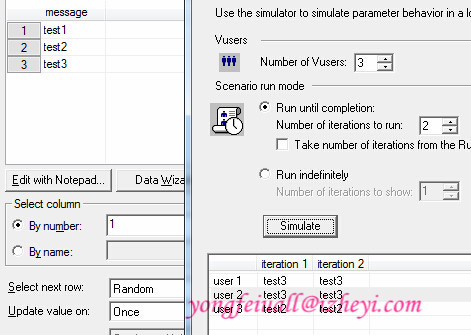 message
1 test1
2 test2
3 test3
Edit with Notepad...
Data Wiza
Select column
By number: 1
By name:
Select next row: Random
Update value on: Once
Use the simulator to simulate parameter behavior in a lo
Vusers
Number of Vusers: 3
Scenario run mode
Run until completion:
Number of iterations to run: 2
Take number of iterations from the Ru
Run indefinitely
Number of iterations to show: 1
Simulate
iteration 1 iteration 2
user 1 test3 test3
user 2 test3 test3
user 3 test2 test2
yongfeiuall@izheyi.com